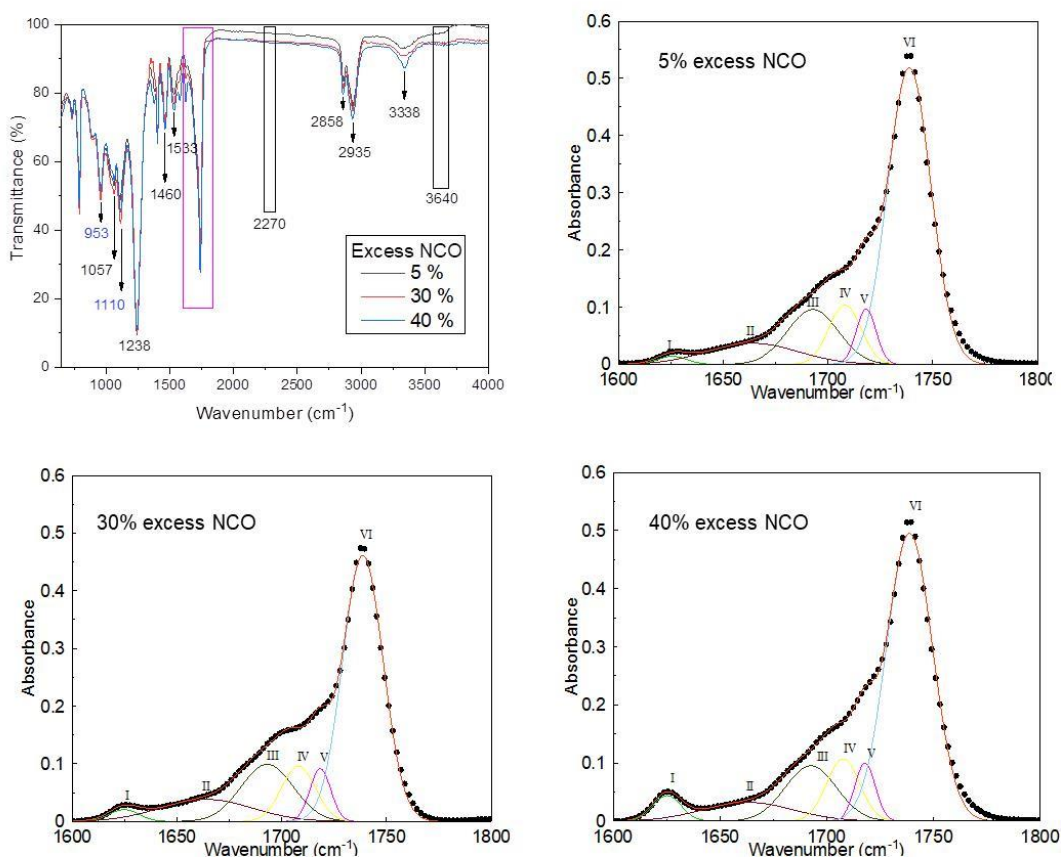 100
80
60
40
20
0
Transmittance (%)
953
1057
1110
1238
1460
1533
2270
2858
2935
3338
3640
Excess NCO
5 %
30 %
40 %
1000 1500 2000 2500 3000 3500 4000
Wavenumber (cm⁻¹)
5% excess NCO
0.6
0.5
0.4
0.3
0.2
0.1
0
Absorbance
I
II
III
IV
V
VI
1600 1650 1700 1750 1800
Wavenumber (cm⁻¹)
30% excess NCO
0.6
0.5
0.4
0.3
0.2
0.1
0
Absorbance
I
II
III
IV
V
VI
1600 1650 1700 1750 1800
Wavenumber (cm⁻¹)
40% excess NCO
0.6
0.5
0.4
0.3
0.2
0.1
0
Absorbance
I
II
III
IV
V
VI
1600 1650 1700 1750 1800
Wavenumber (cm⁻¹)